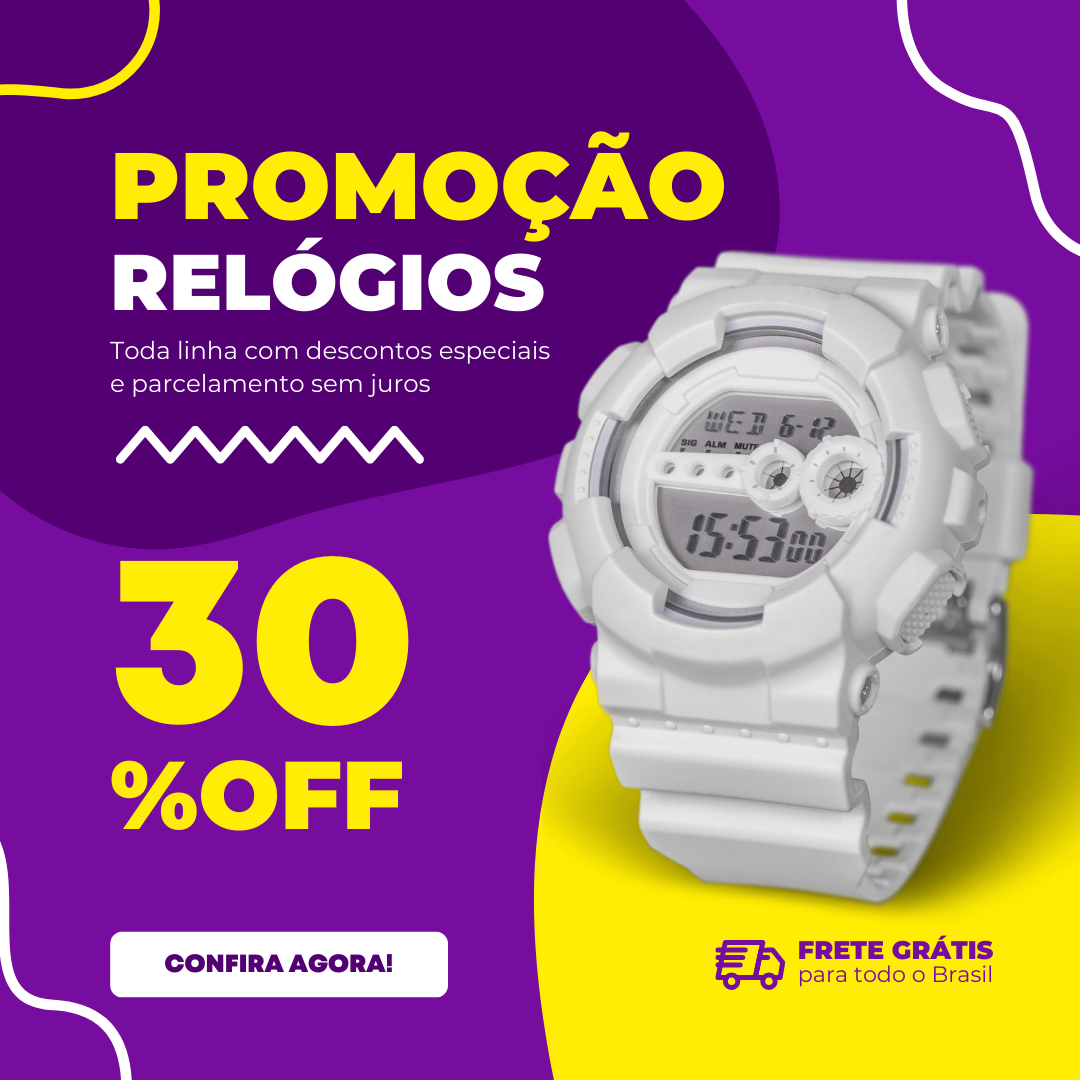 PROMOÇÃO
RELÓGIOS
Toda linha com descontos especiais
e parcelamento sem juros
WED 6-12
SIG ALM MUTE
15:53 00
30
%OFF
CONFIRA AGORA!
FRETE GRÁTIS
para todo o Brasil